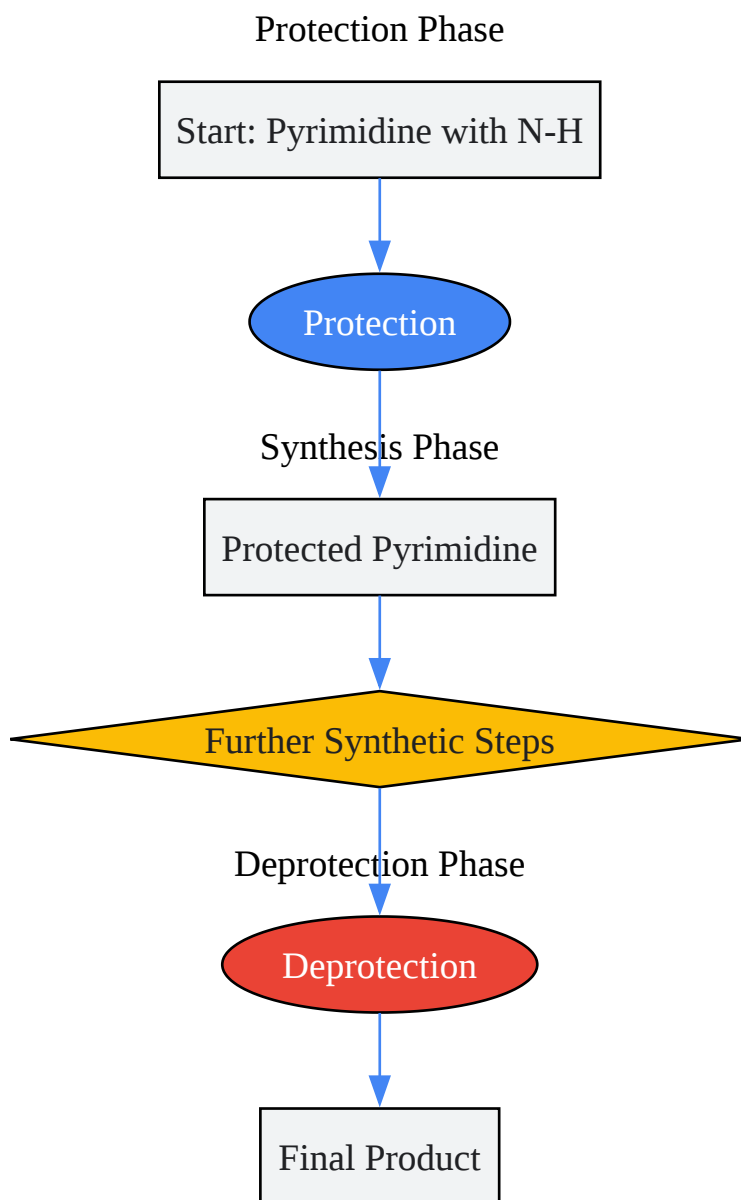 Protection Phase
Start: Pyrimidine with N-H
Protection
Synthesis Phase
Protected Pyrimidine
Further Synthetic Steps
Deprotection Phase
Deprotection
Final Product